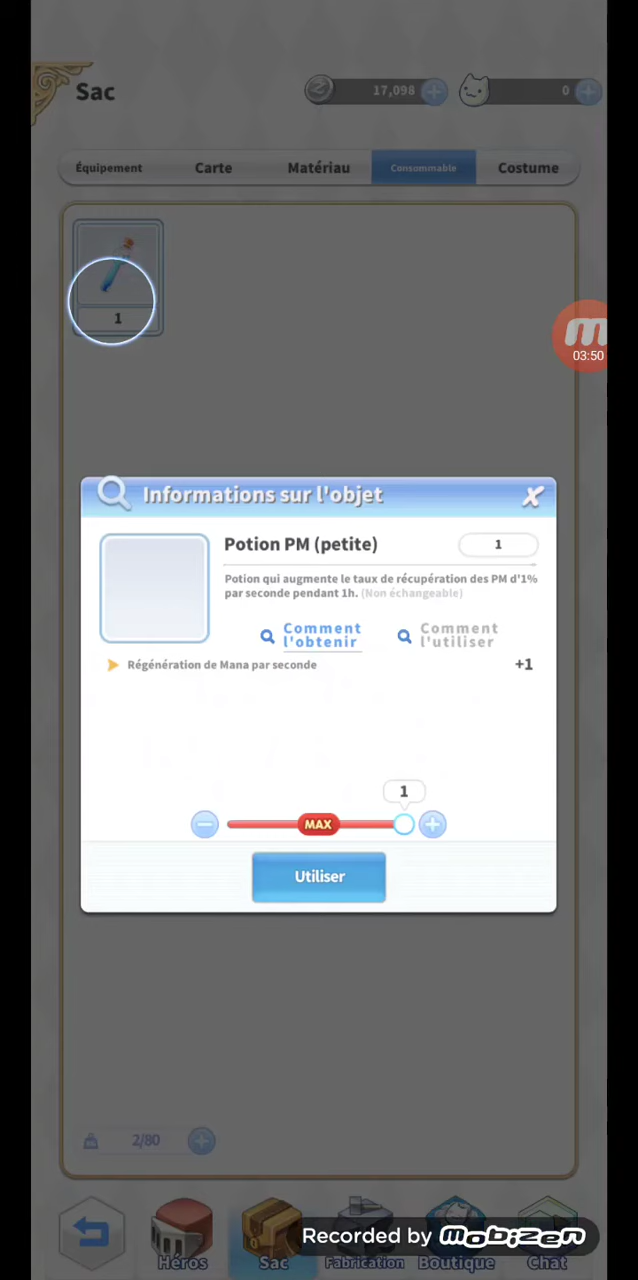 Sac
17,098
0
Équipement
Carte
Matériau
Consommable
Costume
1
03:50
Informations sur l'objet
Potion PM (petite)
1
Potion qui augmente le taux de récupération des PM d'1%
par seconde pendant 1h. (Non échangeable)
Comment
l'obtenir
Comment
l'utiliser
Régénération de Mana par seconde
+1
1
MAX
Utiliser
2/80
Recorded by mobizen
Héros
Sac
Fabrication
Boutique
Chat